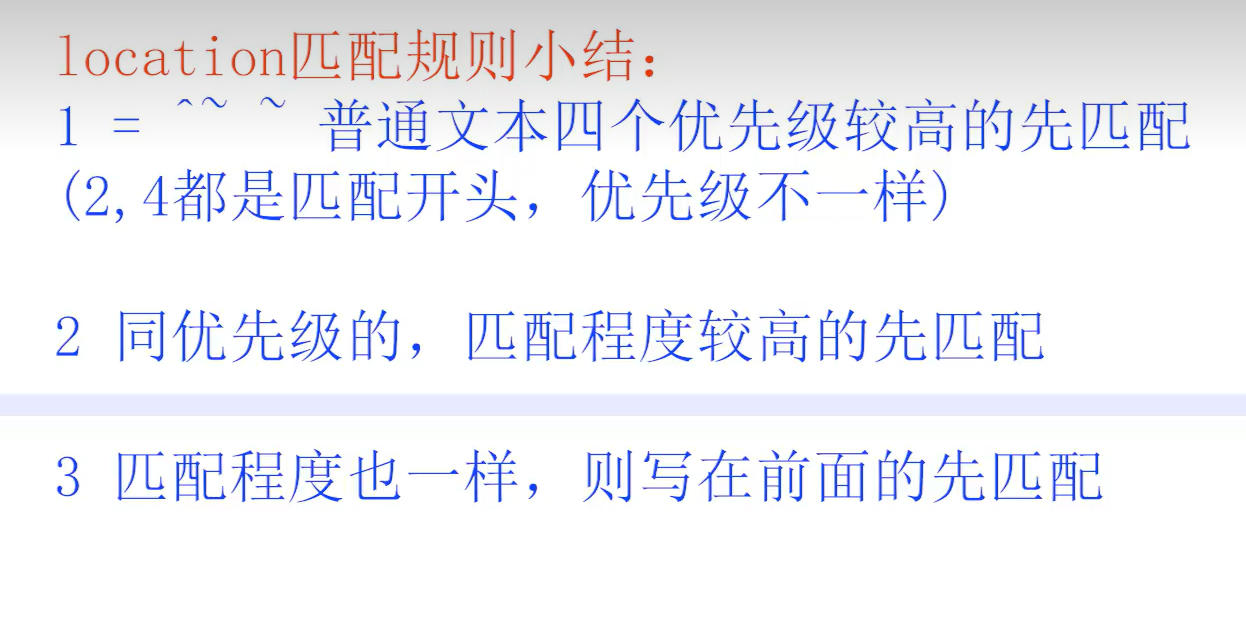 location匹配规则小结：
1 = ^~ ~ 普通文本四个优先级较高的先匹配
(2,4都是匹配开头，优先级不一样)
2 同优先级的，匹配程度较高的先匹配
3 匹配程度也一样，则写在前面的先匹配